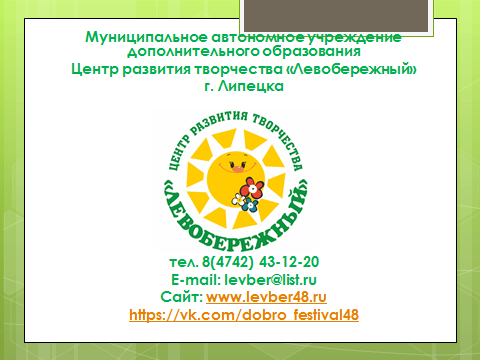 Муниципальное автономное учреждение
дополнительного образования
Центр развития творчества «Левобережный»
г. Липецка
ЦЕНТР РАЗВИТИЯ ТВОРЧЕСТВА
«ЛЕВОБЕРЕЖНЫЙ»
тел. 8(4742) 43-12-20
E-mail: levber@list.ru
Сайт: www.levber48.ru
https://vk.com/dobro_festival48